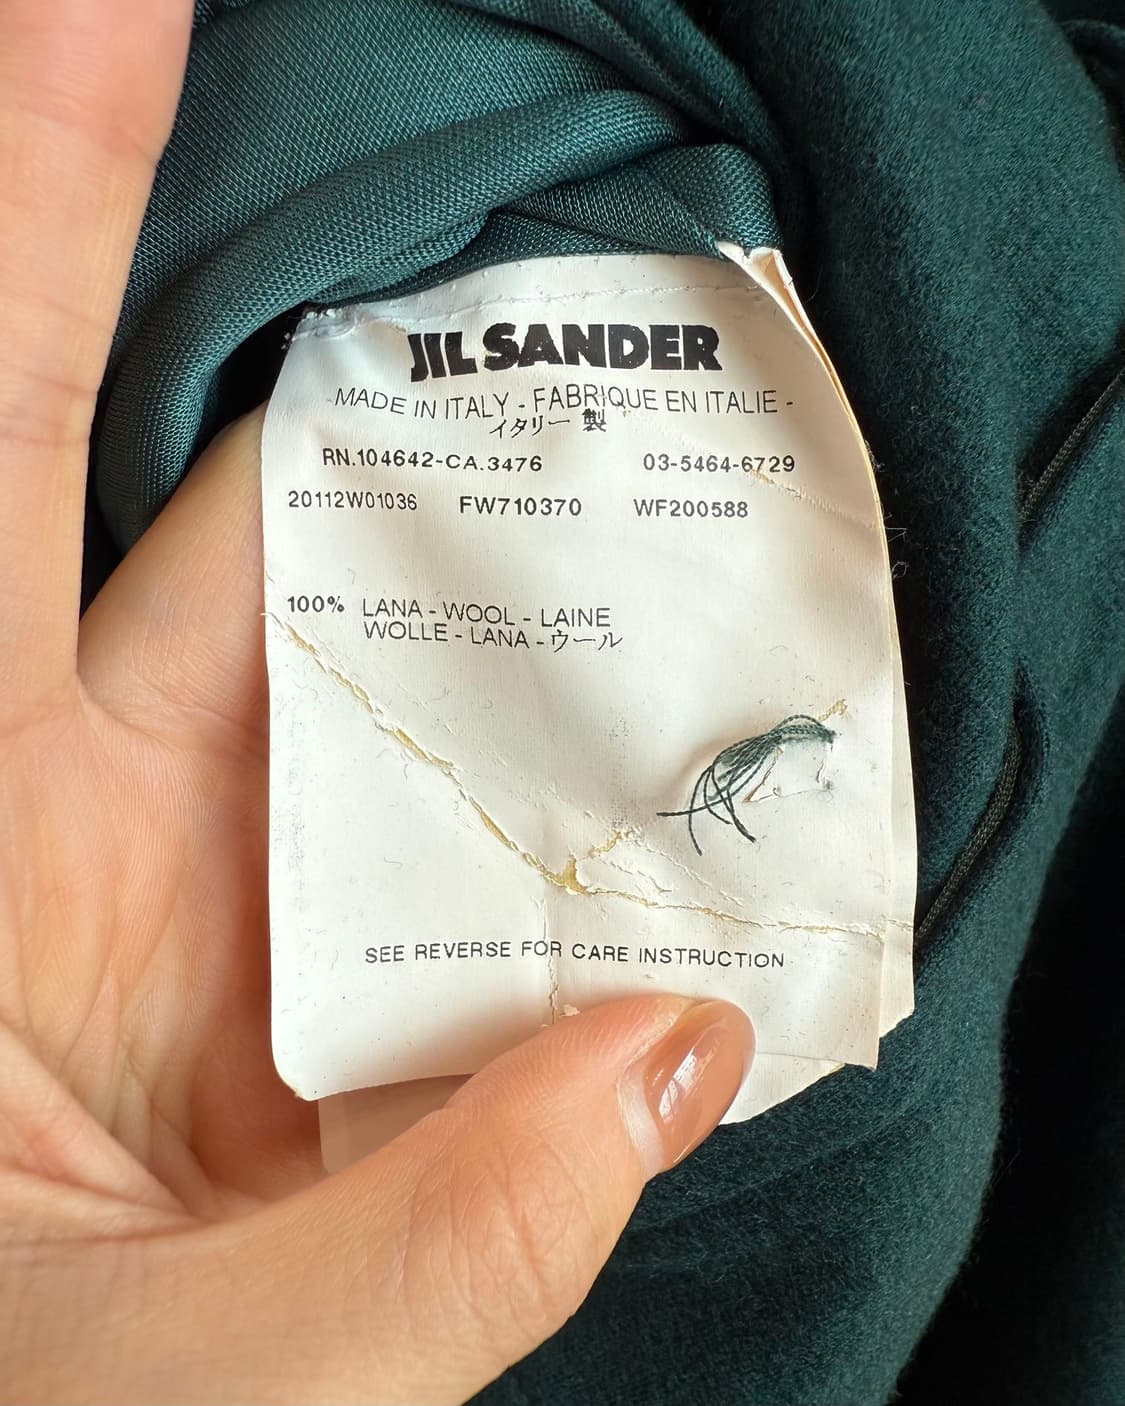 JIL SANDER
-MADE IN ITALY - FABRIQUE EN ITALIE -
イタリー 製
RN.104642-CA.3476 03-5464-6729
20112W01036 FW710370 WF200588
100% LANA - WOOL - LAINE
WOLLE - LANA - ウール
SEE REVERSE FOR CARE INSTRUCTION